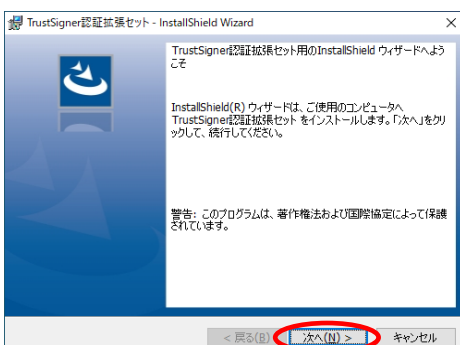 TrustSigner認証拡張セット - InstallShield Wizard
TrustSigner認証拡張セット用のInstallShield ウィザードへよう
こそ
InstallShield(R) ウィザードは、ご使用のコンピュータへ
TrustSigner認証拡張セット をインストールします。「次へ」をクリ
ックして、続行してください。
警告: このプログラムは、著作権法および国際協定によって保護
されています。
< 戻る(B)
次へ(N) >
キャンセル